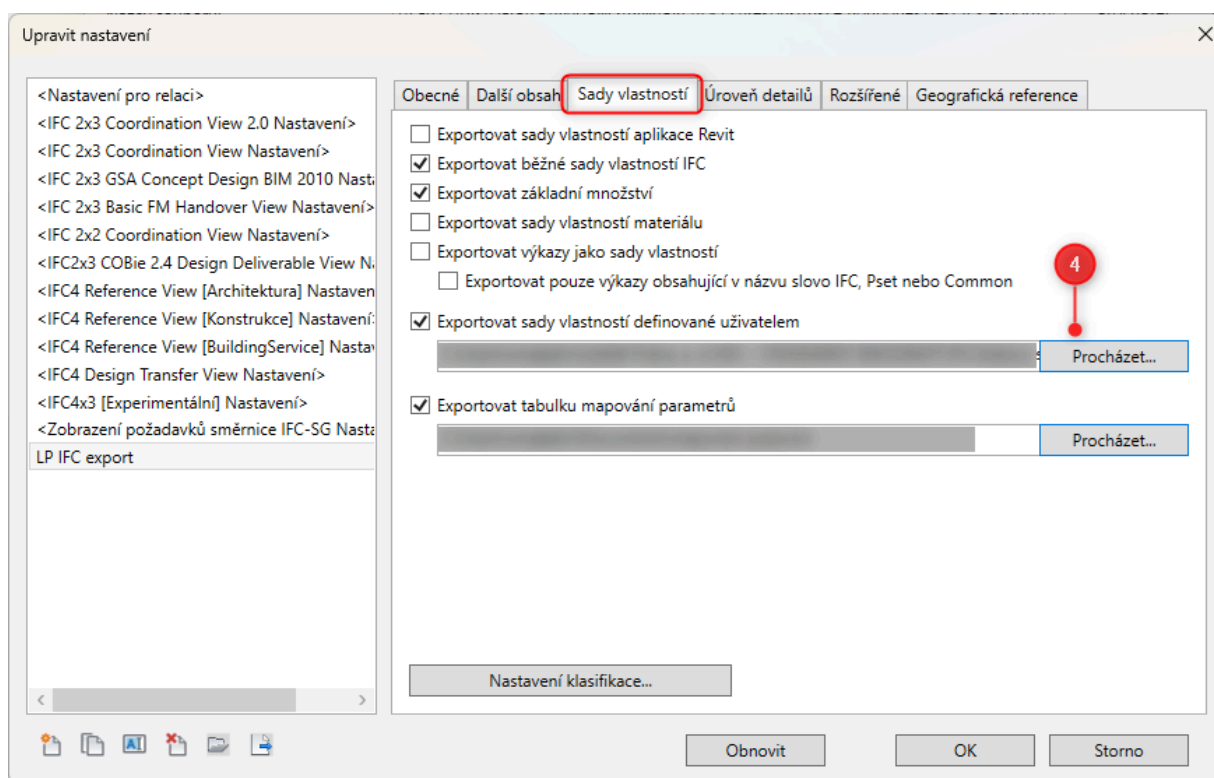 Upravit nastavení
<Nastavení pro relaci>
<IFC 2x3 Coordination View 2.0 Nastavení>
<IFC 2x3 Coordination View Nastavení>
<IFC 2x3 GSA Concept Design BIM 2010 Nasta
<IFC 2x3 Basic FM Handover View Nastavení>
<IFC 2x2 Coordination View Nastavení>
<IFC2x3 COBie 2.4 Design Deliverable View Na
<IFC4 Reference View [Architektura] Nastaven
<IFC4 Reference View [Konstrukce] Nastavení
<IFC4 Reference View [BuildingService] Nastav
<IFC4 Design Transfer View Nastavení>
<IFC4x3 [Experimentální] Nastavení>
<Zobrazení požadavků směrnice IFC-SG Nasta
LP IFC export
Obecné Další obsah Sady vlastností Úroveň detailů Rozšířené Geografická reference
Exportovat sady vlastností aplikace Revit
Exportovat běžné sady vlastností IFC
Exportovat základní množství
Exportovat sady vlastností materiálu
Exportovat výkazy jako sady vlastností
Exportovat pouze výkazy obsahující v názvu slovo IFC, Pset nebo Common
4
Exportovat sady vlastností definované uživatelem
Procházet...
Exportovat tabulku mapování parametrů
Procházet...
Nastavení klasifikace...
Obnovit OK Storno